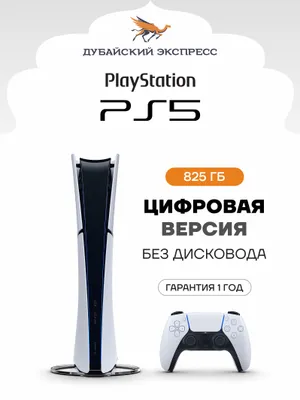 ДУБАЙСКИЙ ЭКСПРЕСС
PlayStation
PS5
825 ГБ
ЦИФРОВАЯ
ВЕРСИЯ
БЕЗ ДИСКОВОДА
ГАРАНТИЯ 1 ГОД